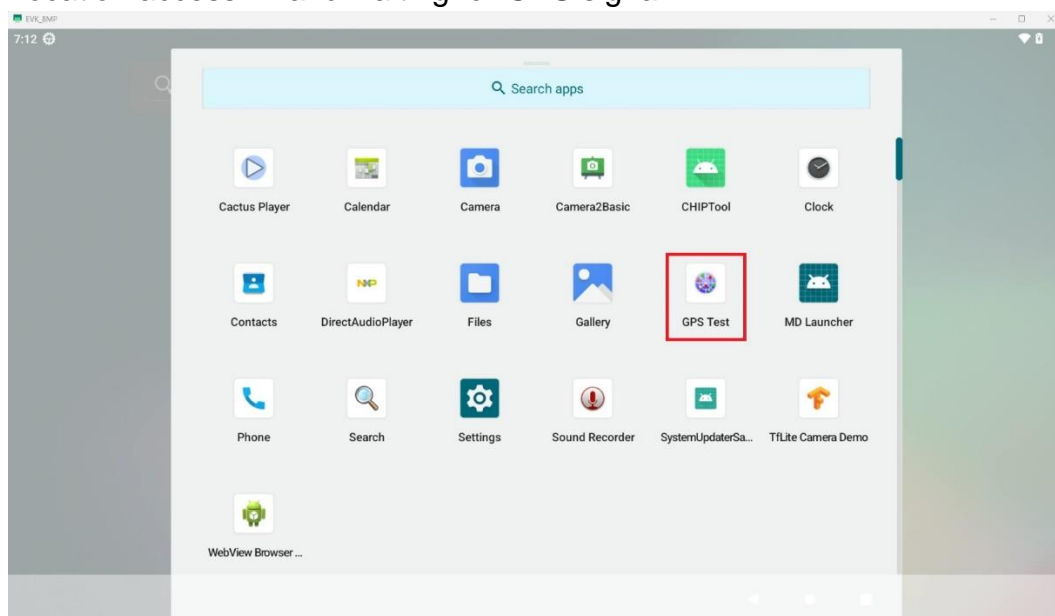 EVK_8MP
7:12
Search apps
Cactus Player
Calendar
Camera
Camera2Basic
CHIPTool
Clock
NXP
Contacts
DirectAudioPlayer
Files
Gallery
GPS Test
MD Launcher
Phone
Search
Settings
Sound Recorder
SystemUpdaterSa...
TfLite Camera Demo
WebView Browser ...